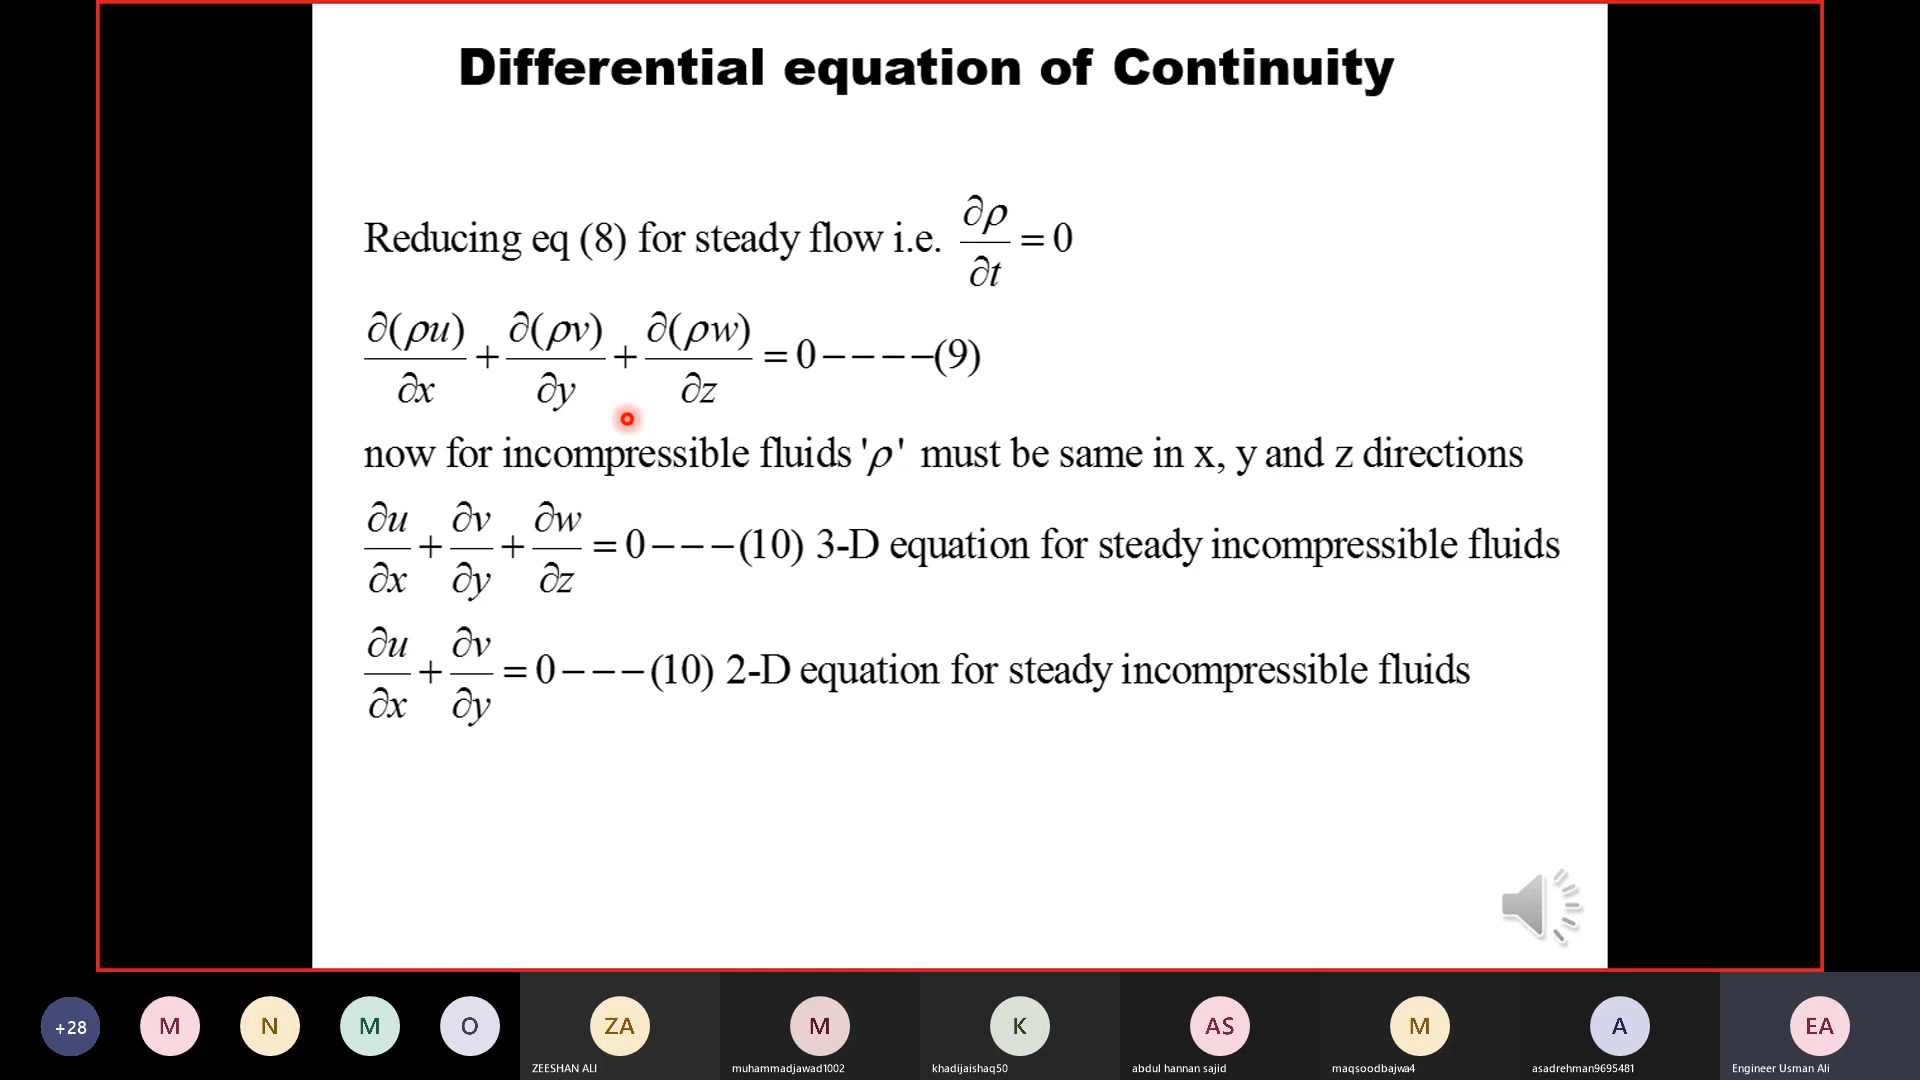 Differential equation of Continuity
Reducing eq (8) for steady flow i.e. ∂ρ/∂t = 0
∂(ρu)/∂x + ∂(ρv)/∂y + ∂(ρw)/∂z = 0 − − − − (9)
now for incompressible fluids 'ρ' must be same in x, y and z directions
∂u/∂x + ∂v/∂y + ∂w/∂z = 0 − − − (10) 3-D equation for steady incompressible fluids
∂u/∂x + ∂v/∂y = 0 − − − (10) 2-D equation for steady incompressible fluids
+28 M N M O ZA M K AS M A EA
ZEESHAN ALI muhammadjawad1002 khadijaishaq50 abdul hannan sajid maqsoodbajwa4 asadrehman9695481 Engineer Usman Ali